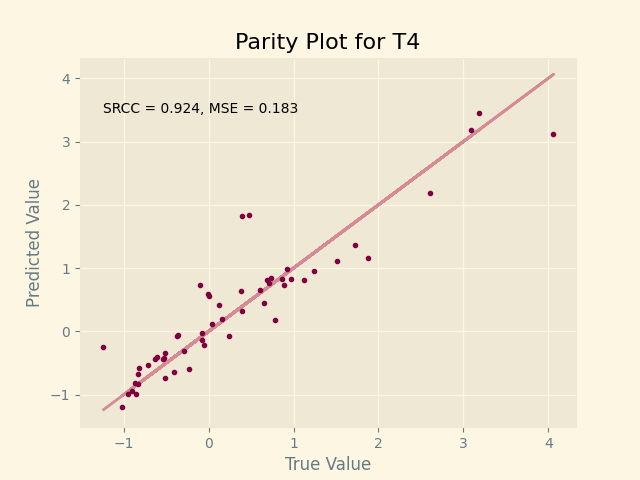 Parity Plot for T4
SRCC = 0.924, MSE = 0.183
4
3
2
1
0
−1
Predicted Value
−1 0 1 2 3 4
True Value